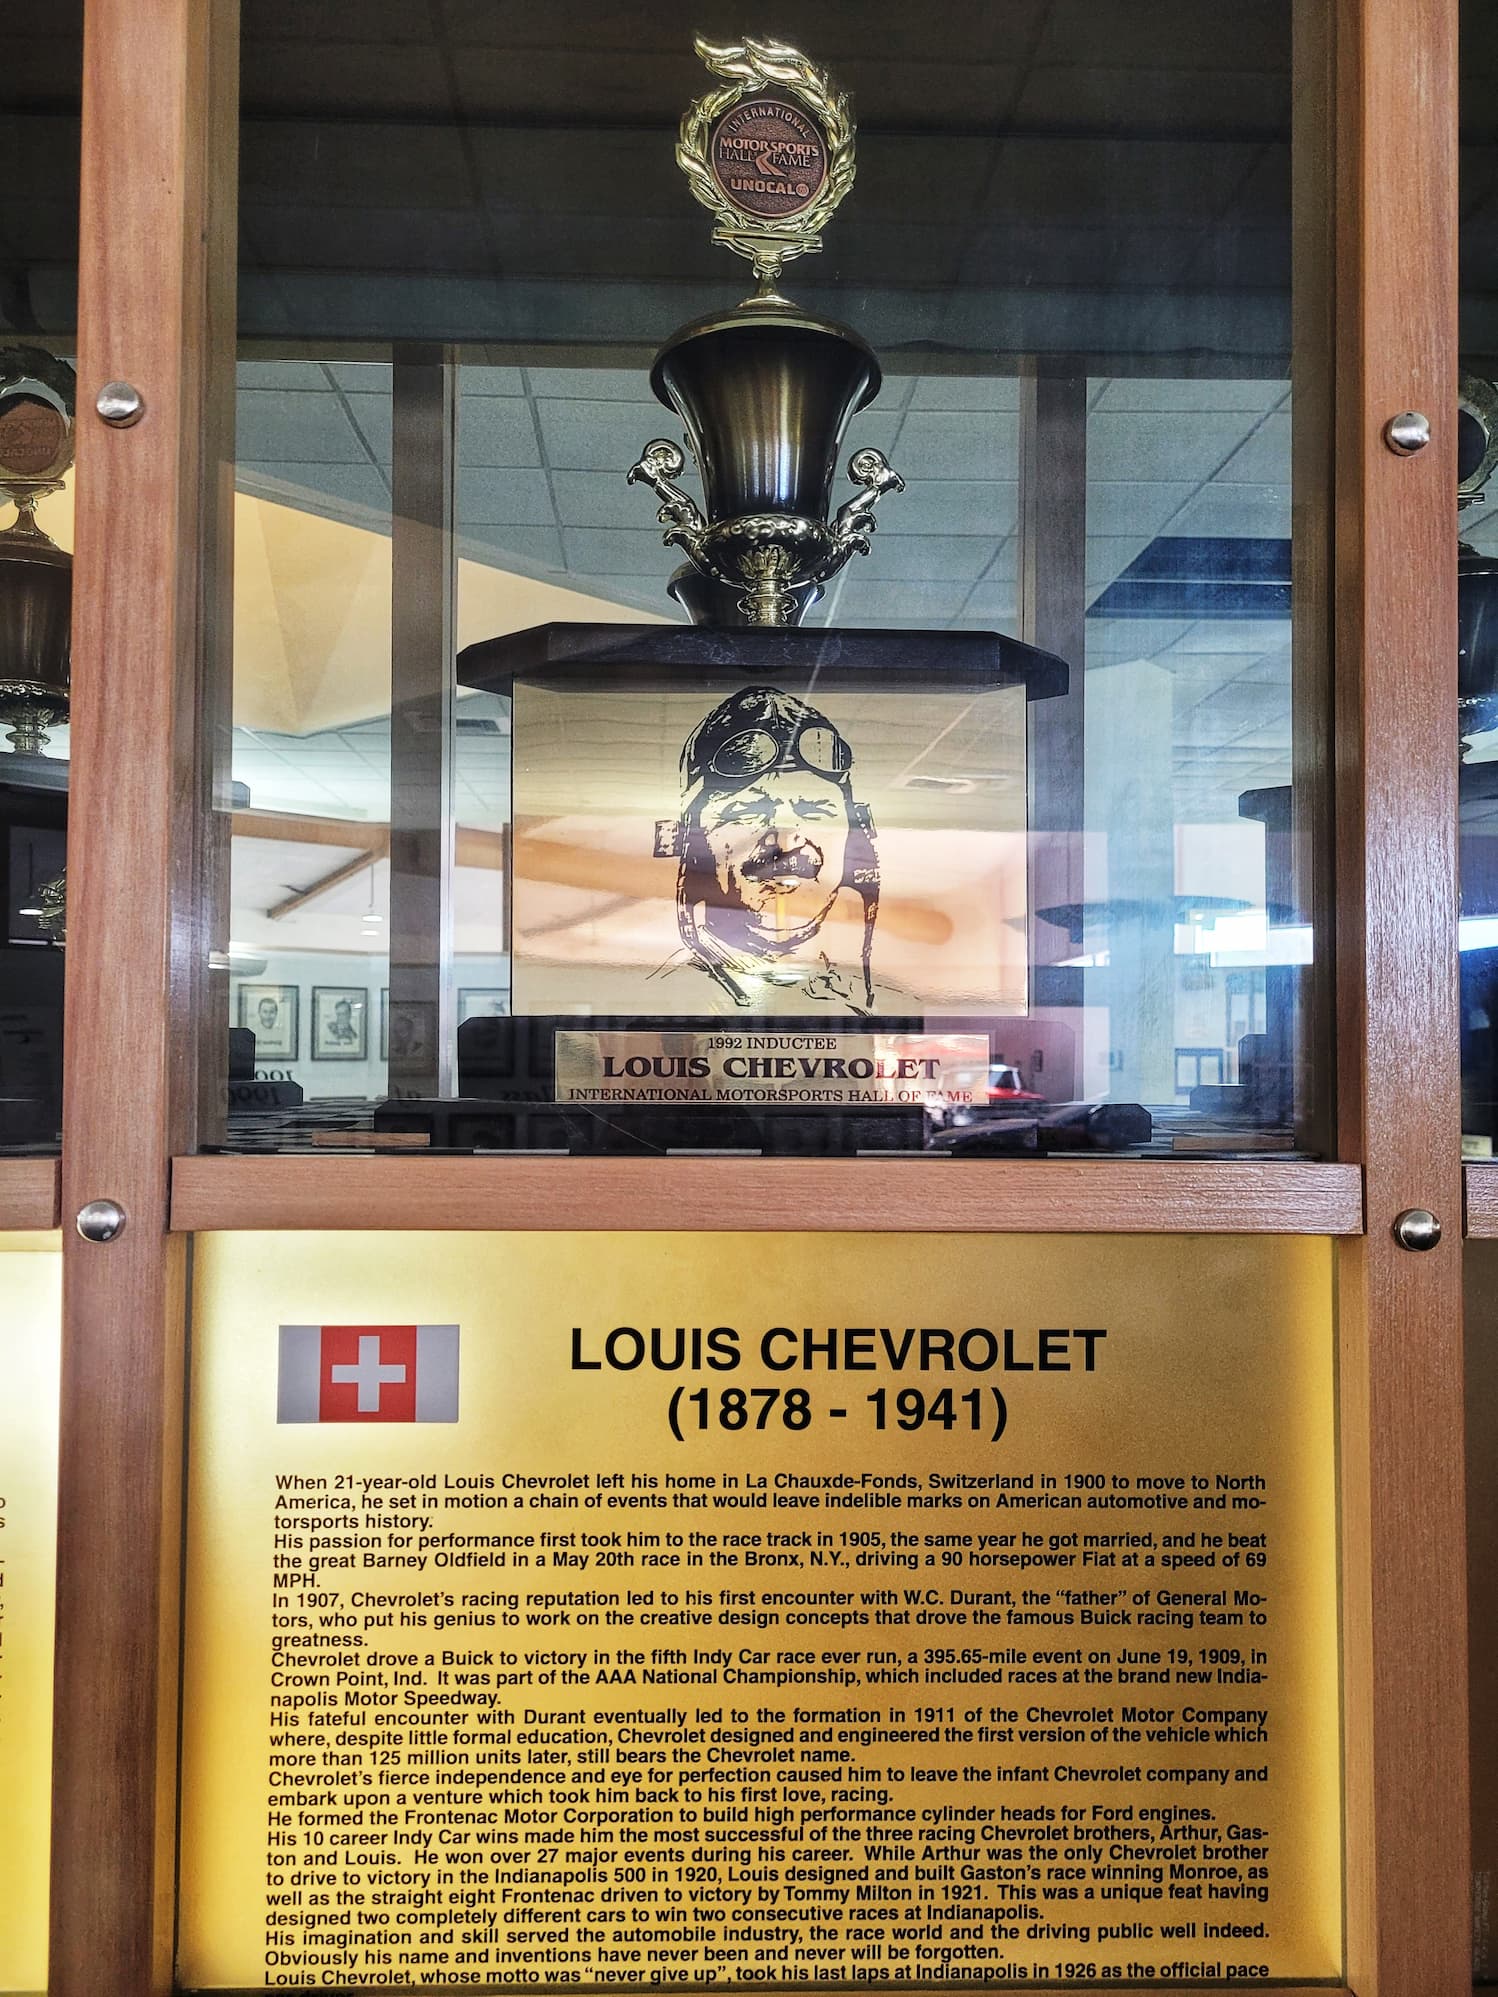 INTERNATIONAL
MOTORSPORTS
HALL FAME
UNOCAL
1992 INDUCTEE
LOUIS CHEVROLET
INTERNATIONAL MOTORSPORTS HALL OF FAME
LOUIS CHEVROLET
(1878 - 1941)
When 21-year-old Louis Chevrolet left his home in La Chauxde-Fonds, Switzerland in 1900 to move to North
America, he set in motion a chain of events that would leave indelible marks on American automotive and mo-
torsports history.
His passion for performance first took him to the race track in 1905, the same year he got married, and he beat
the great Barney Oldfield in a May 20th race in the Bronx, N.Y., driving a 90 horsepower Fiat at a speed of 69
MPH.
In 1907, Chevrolet's racing reputation led to his first encounter with W.C. Durant, the "father" of General Mo-
tors, who put his genius to work on the creative design concepts that drove the famous Buick racing team to
greatness.
Chevrolet drove a Buick to victory in the fifth Indy Car race ever run, a 395.65-mile event on June 19, 1909, in
Crown Point, Ind. It was part of the AAA National Championship, which included races at the brand new India-
napolis Motor Speedway.
His fateful encounter with Durant eventually led to the formation in 1911 of the Chevrolet Motor Company
where, despite little formal education, Chevrolet designed and engineered the first version of the vehicle which
more than 125 million units later, still bears the Chevrolet name.
Chevrolet's fierce independence and eye for perfection caused him to leave the infant Chevrolet company and
embark upon a venture which took him back to his first love, racing.
He formed the Frontenac Motor Corporation to build high performance cylinder heads for Ford engines.
His 10 career Indy Car wins made him the most successful of the three racing Chevrolet brothers, Arthur, Gas-
ton and Louis. He won over 27 major events during his career. While Arthur was the only Chevrolet brother
to drive to victory in the Indianapolis 500 in 1920, Louis designed and built Gaston's race winning Monroe, as
well as the straight eight Frontenac driven to victory by Tommy Milton in 1921. This was a unique feat having
designed two completely different cars to win two consecutive races at Indianapolis.
His imagination and skill served the automobile industry, the race world and the driving public well indeed.
Obviously his name and inventions have never been and never will be forgotten.
Louis Chevrolet, whose motto was "never give up", took his last laps at Indianapolis in 1926 as the official pace